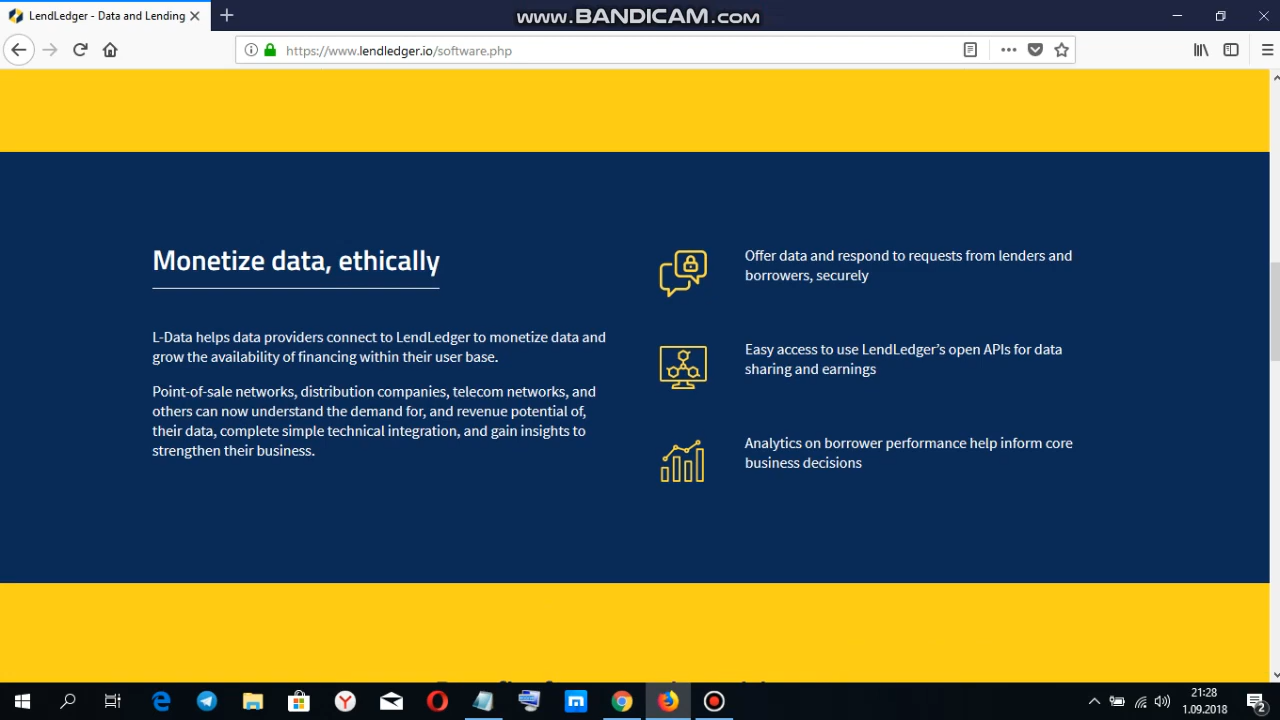 LendLedger - Data and Lending
www.BANDICAM.com
https://www.lendledger.io/software.php
Monetize data, ethically
L-Data helps data providers connect to LendLedger to monetize data and
grow the availability of financing within their user base.
Point-of-sale networks, distribution companies, telecom networks, and
others can now understand the demand for, and revenue potential of,
their data, complete simple technical integration, and gain insights to
strengthen their business.
Offer data and respond to requests from lenders and
borrowers, securely
Easy access to use LendLedger’s open APIs for data
sharing and earnings
Analytics on borrower performance help inform core
business decisions
21:28
1.09.2018
2